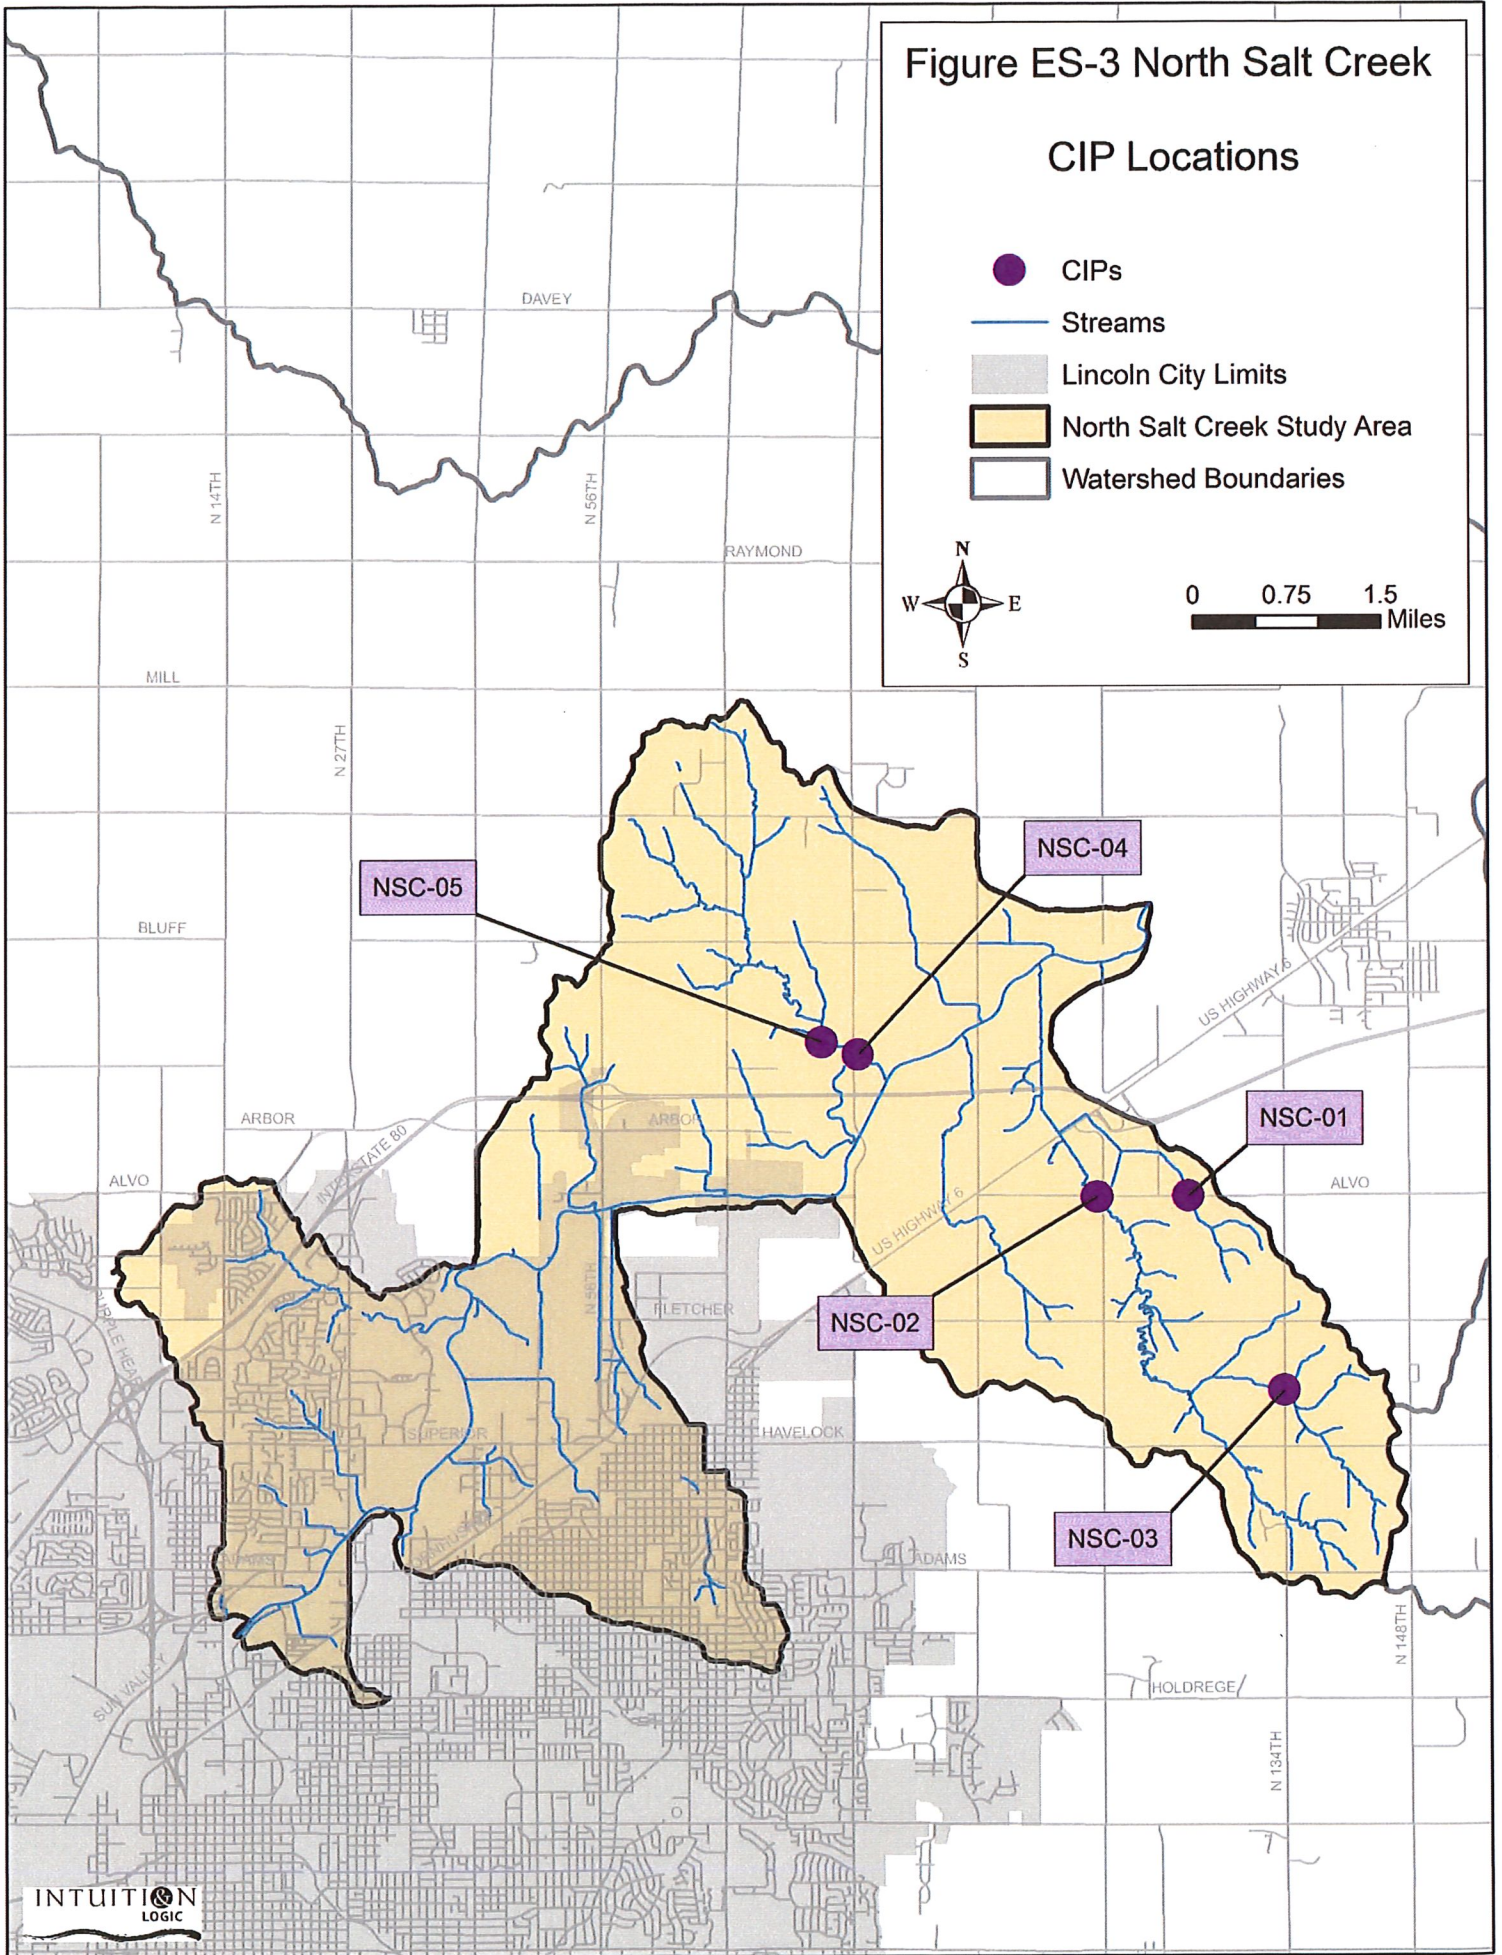 Figure ES-3 North Salt Creek
CIP Locations
CIPs
Streams
Lincoln City Limits
North Salt Creek Study Area
Watershed Boundaries
N
W E
S
0 0.75 1.5
Miles
DAVEY
N 14TH
N 56TH
RAYMOND
MILL
N 27TH
NSC-04
NSC-05
BLUFF
US HIGHWAY 6
ARBOR
ARBOR
NSC-01
INTERSTATE 80
ALVO
ALVO
US HIGHWAY 6
N 56TH
FLETCHER
NSC-02
PURPLE HEART
SUPERIOR
HAVELOCK
NSC-03
ADAMS
ADAMS
N 148TH
SUN VALLEY
HOLDREGE
N 134TH
INTUITION
&
LOGIC